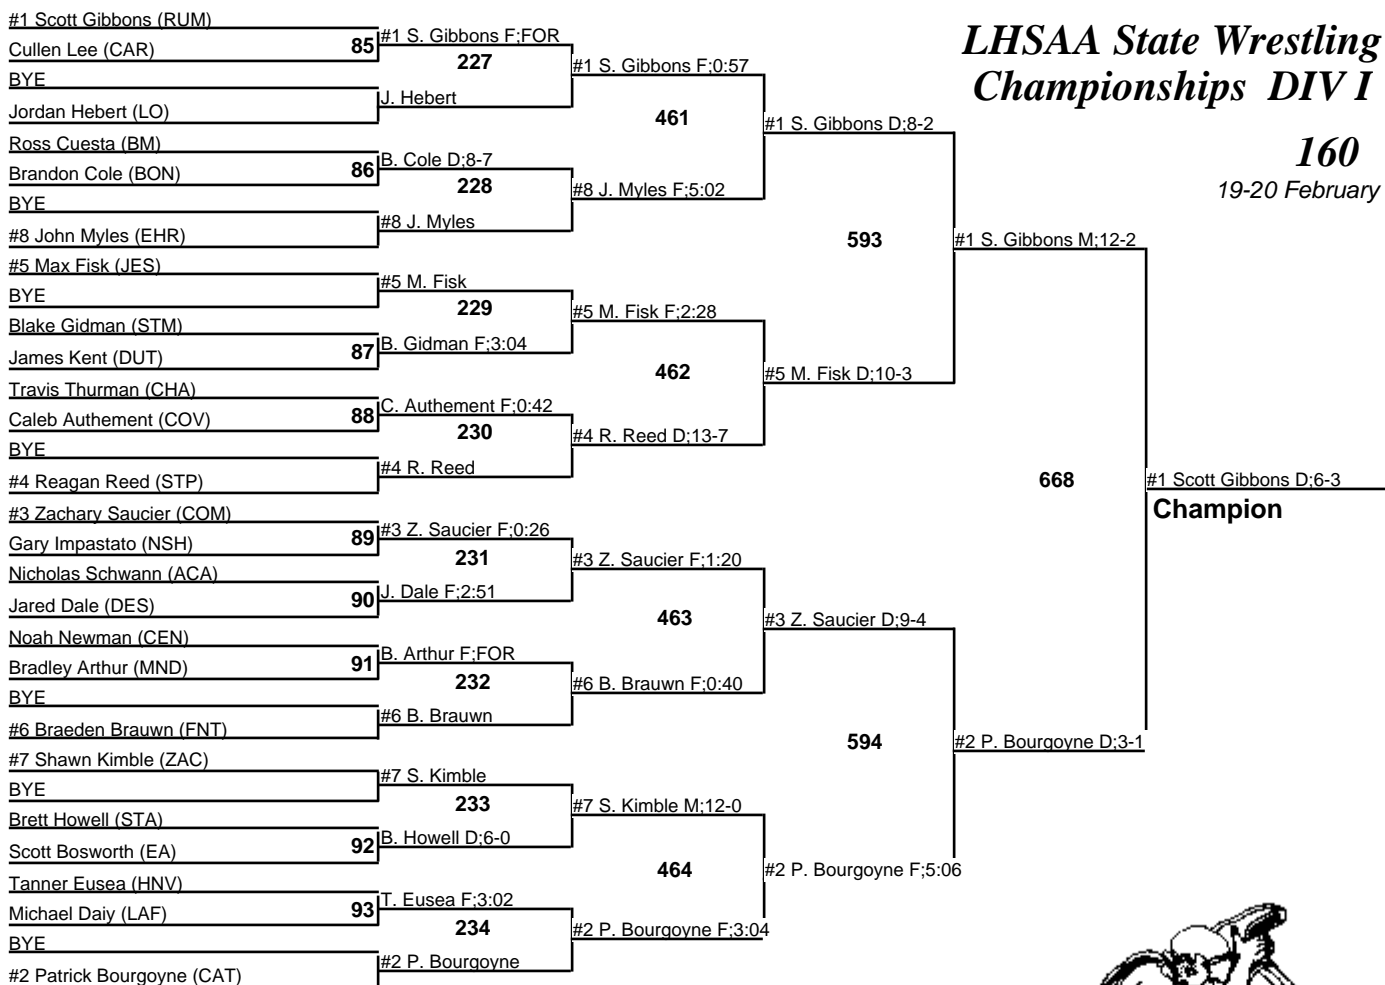 LHSAA State Wrestling
Championships DIV I
160
19-20 February
#1 Scott Gibbons (RUM)
Cullen Lee (CAR)
BYE
Jordan Hebert (LO)
Ross Cuesta (BM)
Brandon Cole (BON)
BYE
#8 John Myles (EHR)
#5 Max Fisk (JES)
BYE
Blake Gidman (STM)
James Kent (DUT)
Travis Thurman (CHA)
Caleb Authement (COV)
BYE
#4 Reagan Reed (STP)
#3 Zachary Saucier (COM)
Gary Impastato (NSH)
Nicholas Schwann (ACA)
Jared Dale (DES)
Noah Newman (CEN)
Bradley Arthur (MND)
BYE
#6 Braeden Brauwn (FNT)
#7 Shawn Kimble (ZAC)
BYE
Brett Howell (STA)
Scott Bosworth (EA)
Tanner Eusea (HNV)
Michael Daiy (LAF)
BYE
#2 Patrick Bourgoyne (CAT)
85
86
87
88
89
90
91
92
93
#1 S. Gibbons F;FOR
227
J. Hebert
B. Cole D;8-7
228
#8 J. Myles
#5 M. Fisk
229
B. Gidman F;3:04
C. Authement F;0:42
230
#4 R. Reed
#3 Z. Saucier F;0:26
231
J. Dale F;2:51
B. Arthur F;FOR
232
#6 B. Brauwn
#7 S. Kimble
233
B. Howell D;6-0
T. Eusea F;3:02
234
#2 P. Bourgoyne
#1 S. Gibbons F;0:57
461
#8 J. Myles F;5:02
#5 M. Fisk F;2:28
462
#4 R. Reed D;13-7
#3 Z. Saucier F;1:20
463
#6 B. Brauwn F;0:40
#7 S. Kimble M;12-0
464
#2 P. Bourgoyne F;3:04
#1 S. Gibbons D;8-2
593
#5 M. Fisk D;10-3
#3 Z. Saucier D;9-4
594
#2 P. Bourgoyne F;5:06
#1 S. Gibbons M;12-2
668
#2 P. Bourgoyne D;3-1
#1 Scott Gibbons D;6-3
Champion